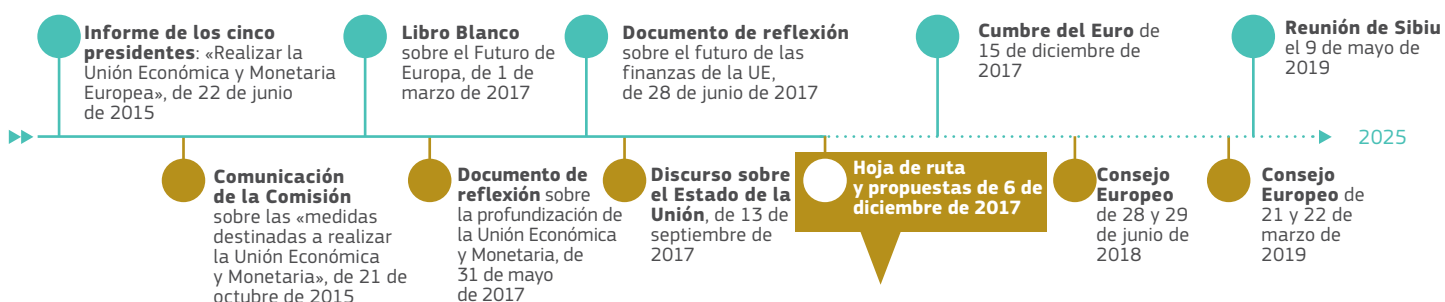 Informe de los cinco
presidentes: «Realizar la
Unión Económica y Monetaria
Europea», de 22 de junio
de 2015
Comunicación
de la Comisión
sobre las «medidas
destinadas a realizar
la Unión Económica
y Monetaria», de 21 de
octubre de 2015
Libro Blanco
sobre el Futuro de
Europa, de 1 de
marzo de 2017
Documento de
reflexión sobre
la profundización de
la Unión Económica
y Monetaria, de
31 de mayo
de 2017
Documento de reflexión
sobre el futuro de las
finanzas de la UE,
de 28 de junio de 2017
Discurso sobre
el Estado de la
Unión, de 13 de
septiembre de
2017
Hoja de ruta
y propuestas de 6 de
diciembre de 2017
Cumbre del Euro de
15 de diciembre de
2017
Consejo
Europeo
de 28 y 29
de junio de
2018
Consejo
Europeo de
21 y 22 de
marzo de
2019
Reunión de Sibiu
el 9 de mayo de
2019
2025